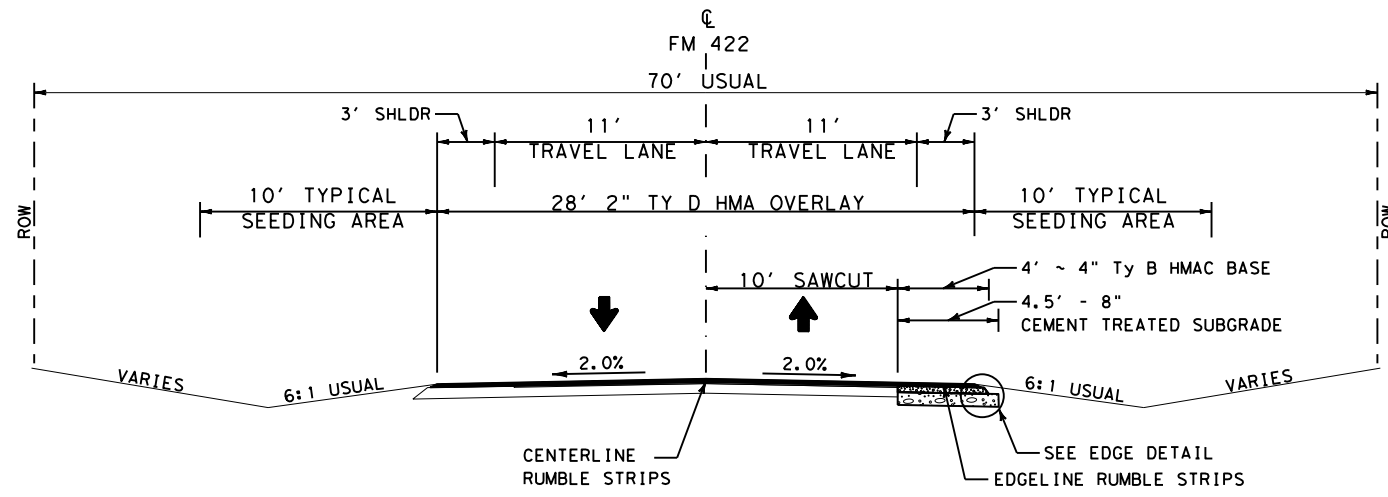 ℄
FM 422
70' USUAL
3' SHLDR
11'
TRAVEL LANE
11'
TRAVEL LANE
3' SHLDR
10' TYPICAL
SEEDING AREA
28' 2" TY D HMA OVERLAY
10' TYPICAL
SEEDING AREA
ROW
ROW
10' SAWCUT
4' ~ 4" Ty B HMAC BASE
4.5' - 8"
CEMENT TREATED SUBGRADE
2.0%
2.0%
VARIES
6:1 USUAL
6:1 USUAL
VARIES
CENTERLINE
RUMBLE STRIPS
SEE EDGE DETAIL
EDGELINE RUMBLE STRIPS